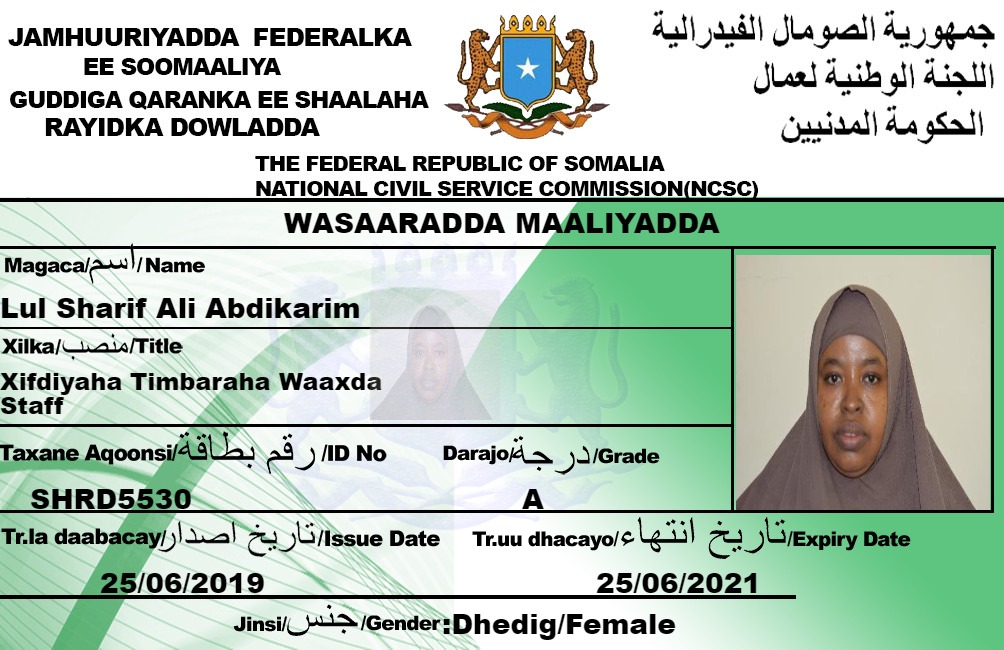 JAMHUURIYADDA FEDERALKA
EE SOOMAALIYA
GUDDIGA QARANKA EE SHAALAHA
RAYIDKA DOWLADDA
جمهورية الصومال الفيدرالية
اللجنة الوطنية لعمال
الحكومة المدنيين
THE FEDERAL REPUBLIC OF SOMALIA
NATIONAL CIVIL SERVICE COMMISSION(NCSC)
WASAARADDA MAALIYADDA
Magaca/اسم/Name
Lul Sharif Ali Abdikarim
Xilka/منصب/Title
Xifdiyaha Timbaraha Waaxda
Staff
Taxane Aqoonsi/رقم بطاقة/ID No
Darajo/درجة/Grade
SHRD5530
A
Tr.la daabacay/تاريخ اصدار/Issue Date
Tr.uu dhacayo/تاريخ انتهاء/Expiry Date
25/06/2019
25/06/2021
Jinsi/جنس/Gender:Dhedig/Female